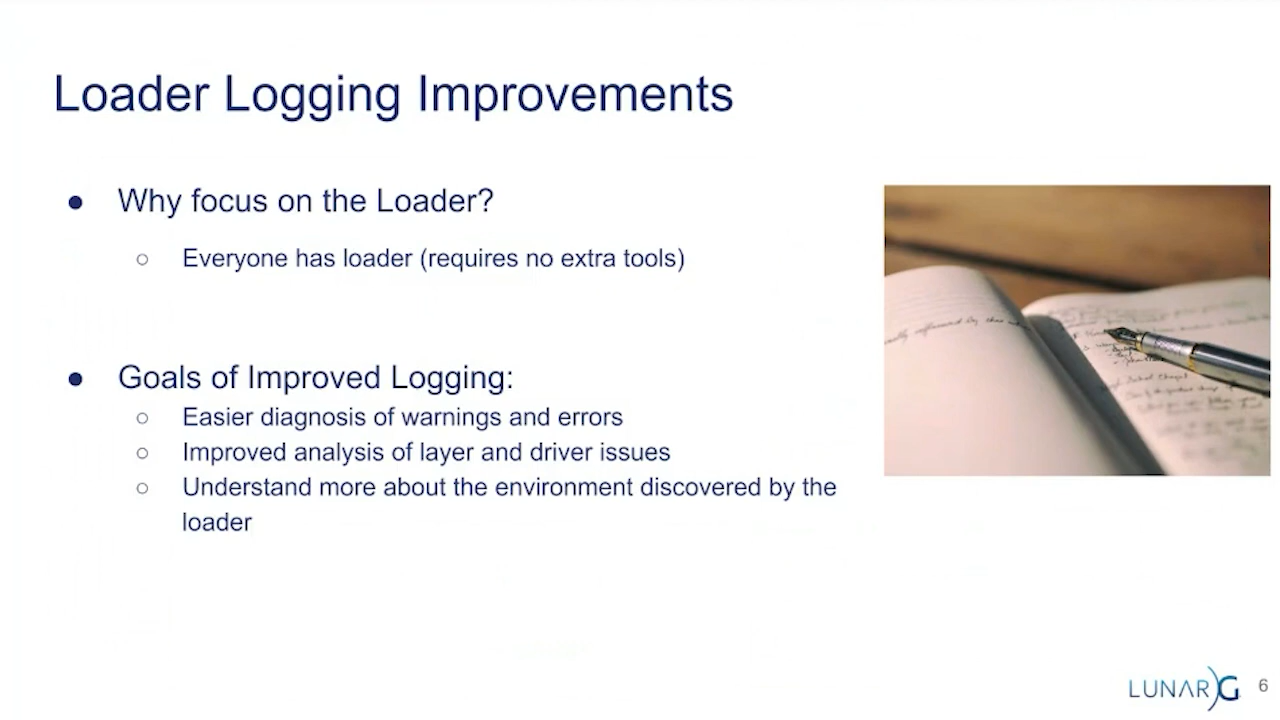 Loader Logging Improvements
● Why focus on the Loader?
○ Everyone has loader (requires no extra tools)
● Goals of Improved Logging:
○ Easier diagnosis of warnings and errors
○ Improved analysis of layer and driver issues
○ Understand more about the environment discovered by the
loader
LUNARG 6